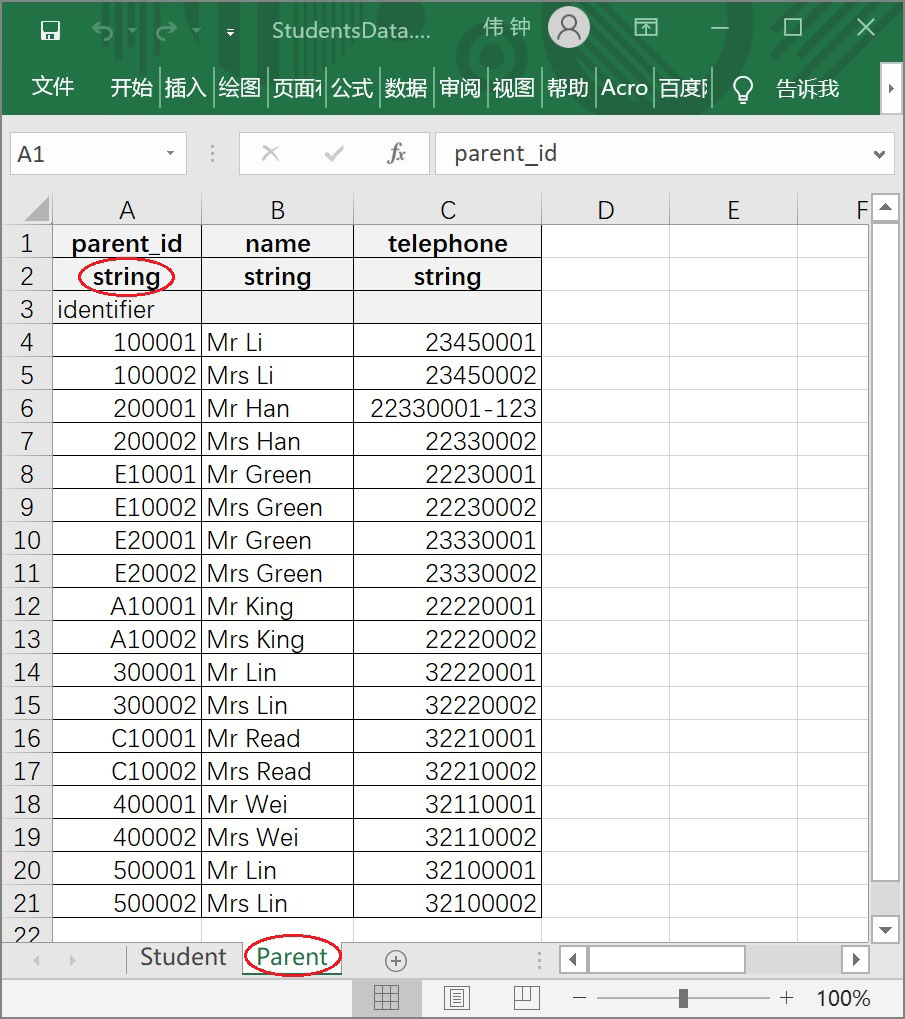 StudentsData.... 伟 钟
文件 开始 插入 绘图 公式 数据 审阅 视图 帮助 Acro 告诉我
A1 fx parent_id
A B C D E F
1 parent_id name telephone
2 string string string
3 identifier
4 100001 Mr Li 23450001
5 100002 Mrs Li 23450002
6 200001 Mr Han 22330001-123
7 200002 Mrs Han 22330002
8 E10001 Mr Green 22230001
9 E10002 Mrs Green 22230002
10 E20001 Mr Green 23330001
11 E20002 Mrs Green 23330002
12 A10001 Mr King 22220001
13 A10002 Mrs King 22220002
14 300001 Mr Lin 32220001
15 300002 Mrs Lin 32220002
16 C10001 Mr Read 32210001
17 C10002 Mrs Read 32210002
18 400001 Mr Wei 32110001
19 400002 Mrs Wei 32110002
20 500001 Mr Lin 32100001
21 500002 Mrs Lin 32100002
22
Student Parent
100%